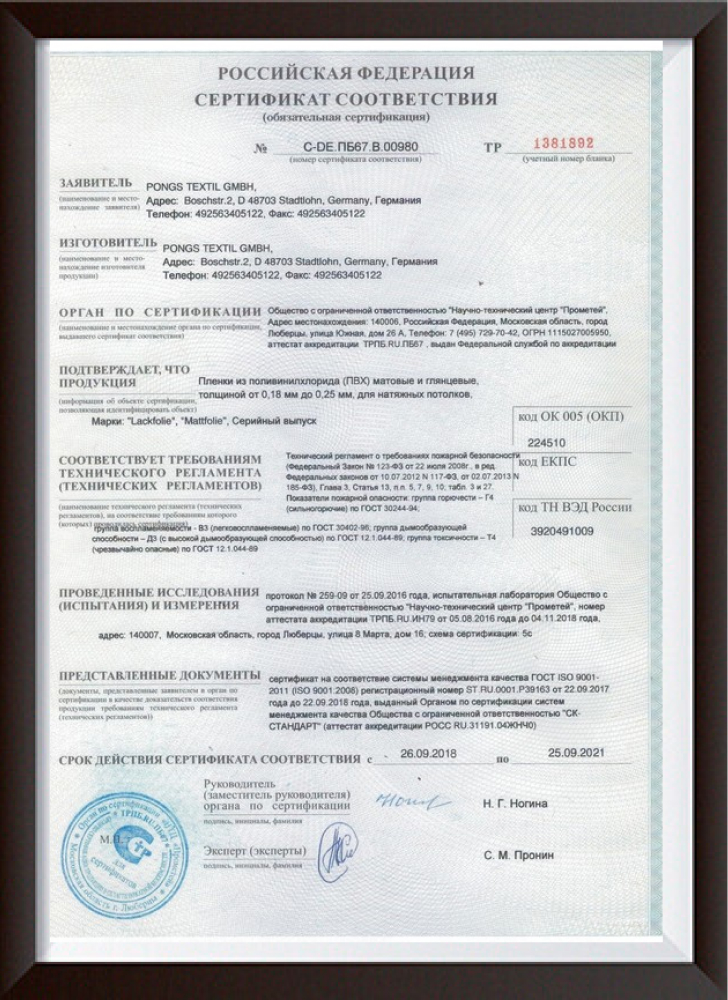 РОССИЙСКАЯ ФЕДЕРАЦИЯ
СЕРТИФИКАТ СООТВЕТСТВИЯ
(обязательная сертификация)
№ C-DE.ПБ67.В.00980 ТР 1381892
(номер сертификата соответствия) (учетный номер бланка)
ЗАЯВИТЕЛЬ PONGS TEXTIL GMBH,
(наименование и место-
нахождение заявителя) Адрес: Boschstr.2, D 48703 Stadtlohn, Germany, Германия
Телефон: 492563405122, Факс: 492563405122
ИЗГОТОВИТЕЛЬ PONGS TEXTIL GMBH,
(наименование и место-
нахождение изготовителя
продукции)
Адрес: Boschstr.2, D 48703 Stadtlohn, Germany, Германия
Телефон: 492563405122, Факс: 492563405122
ОРГАН ПО СЕРТИФИКАЦИИ
(наименование и местонахождение органа по сертификации,
выдавшего сертификат соответствия)
Общество с ограниченной ответственностью "Научно-технический центр "Прометей",
Адрес местонахождения: 140006, Российская Федерация, Московская область, город
Люберцы, улица Южная, дом 26 А, Телефон: 7 (495) 729-70-42, ОГРН 1115027005950,
аттестат аккредитации ТРПБ.RU.ПБ67 , выдан Федеральной службой по аккредитации
ПОДТВЕРЖДАЕТ, ЧТО
ПРОДУКЦИЯ
(информация об объекте сертификации,
позволяющая идентифицировать объект)
Пленки из поливинилхлорида (ПВХ) матовые и глянцевые,
толщиной от 0,18 мм до 0,25 мм, для натяжных потолков,
Марки: "Lackfolie", "Mattfolie", Серийный выпуск
код ОК 005 (ОКП)
224510
код ЕКПС
код ТН ВЭД России
3920491009
СООТВЕТСТВУЕТ ТРЕБОВАНИЯМ
ТЕХНИЧЕСКОГО РЕГЛАМЕНТА
(ТЕХНИЧЕСКИХ РЕГЛАМЕНТОВ)
(наименование технического регламента (технических
регламентов), на соответствие требованиям которого
(которых) проводилась сертификация)
Технический регламент о требованиях пожарной безопасности
(Федеральный Закон № 123-ФЗ от 22 июля 2008г., в ред.
Федеральных законов от 10.07.2012 N 117-ФЗ, от 02.07.2013 N
185-ФЗ), Глава 3, Статья 13, п.п. 5, 7, 9, 10; табл. 3 и 27.
Показатели пожарной опасности: группа горючести – Г4
(сильногорючие) по ГОСТ 30244-94;
группа воспламеняемости - В3 (легковоспламеняемые) по ГОСТ 30402-96; группа дымообразующей
способности – Д3 (с высокой дымообразующей способностью) по ГОСТ 12.1.044-89, группа токсичности – Т4
(чрезвычайно опасные) по ГОСТ 12.1.044-89
ПРОВЕДЕННЫЕ ИССЛЕДОВАНИЯ
(ИСПЫТАНИЯ) И ИЗМЕРЕНИЯ
протокол № 259-09 от 25.09.2016 года, испытательная лаборатория Общество с
ограниченной ответственностью "Научно-технический центр "Прометей", номер
аттестата аккредитации ТРПБ.RU.ИН79 от 05.08.2016 года до 04.11.2018 года,
адрес: 140007, Московская область, город Люберцы, улица 8 Марта, дом 16; схема сертификации: 5с
ПРЕДСТАВЛЕННЫЕ ДОКУМЕНТЫ
(документы, представленные заявителем в орган по
сертификации в качестве доказательств соответствия
продукции требованиям технического регламента
(технических регламентов))
сертификат на соответствие системы менеджмента качества ГОСТ ISO 9001-
2011 (ISO 9001:2008) регистрационный номер ST.RU.0001.P39163 от 22.09.2017
года до 22.09.2018 года, выданный Органом по сертификации систем
менеджмента качества Общества с ограниченной ответственностью "СК-
СТАНДАРТ" (аттестат аккредитации РОСС RU.31191.04ЖНЧ0)
СРОК ДЕЙСТВИЯ СЕРТИФИКАТА СООТВЕТСТВИЯ с 26.09.2018 по 25.09.2021
Руководитель
(заместитель руководителя)
органа по сертификации
подпись, инициалы, фамилия
Н. Г. Ногина
М.П.
Эксперт (эксперты)
подпись, инициалы, фамилия
С. М. Пронин
для
сертификатов